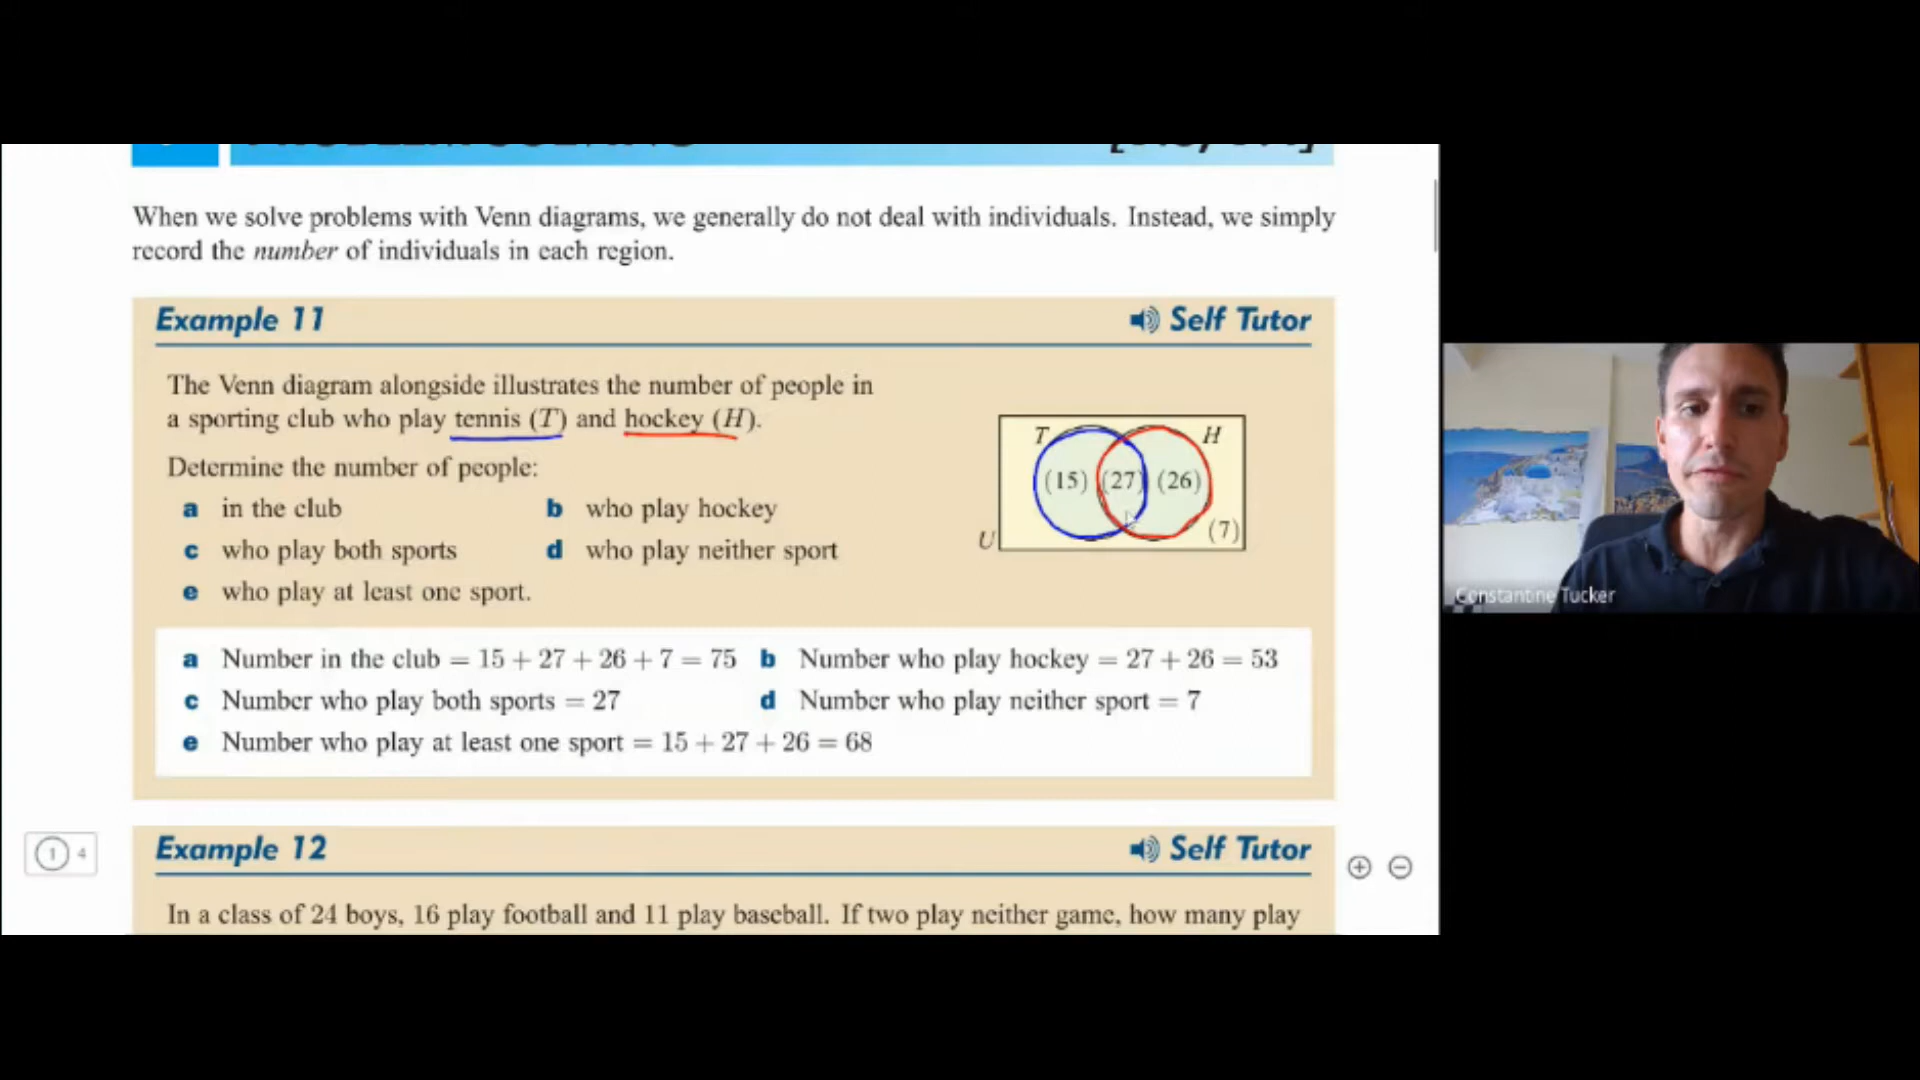 When we solve problems with Venn diagrams, we generally do not deal with individuals. Instead, we simply
record the number of individuals in each region.
Example 11
Self Tutor
The Venn diagram alongside illustrates the number of people in
a sporting club who play tennis (T) and hockey (H).
Determine the number of people:
a in the club
b who play hockey
c who play both sports
d who play neither sport
e who play at least one sport.
T
H
(15) (27) (26)
(7)
U
a Number in the club = 15 + 27 + 26 + 7 = 75
b Number who play hockey = 27 + 26 = 53
c Number who play both sports = 27
d Number who play neither sport = 7
e Number who play at least one sport = 15 + 27 + 26 = 68
Example 12
Self Tutor
In a class of 24 boys, 16 play football and 11 play baseball. If two play neither game, how many play
1 4
Constantine Tucker